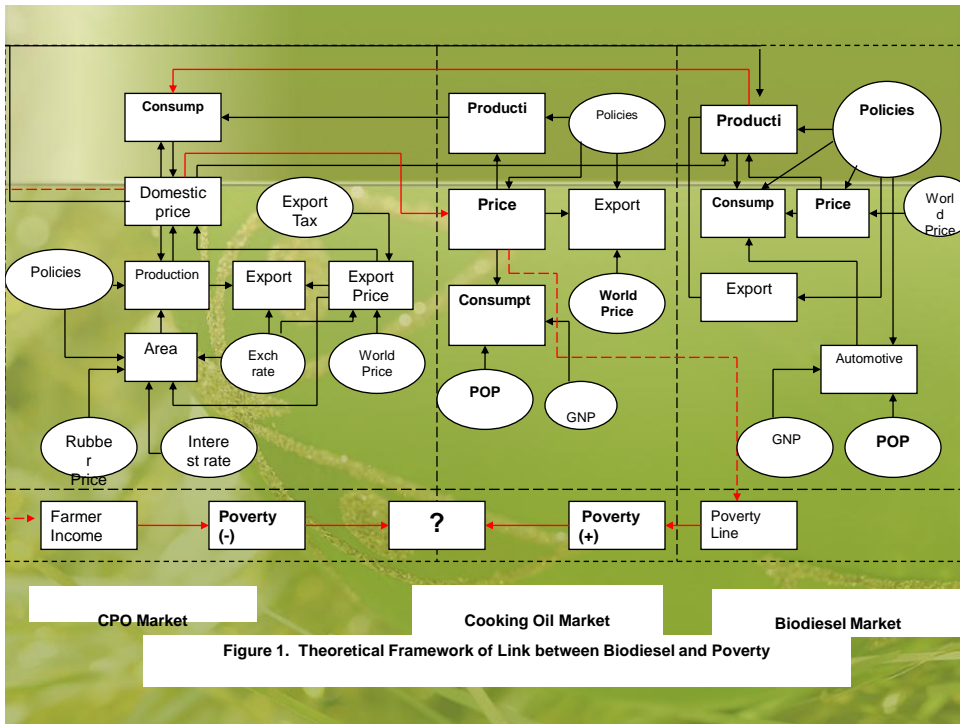 Consump
Domestic
price
Policies
Production
Export
Export
Price
Export
Tax
Area
Exch
rate
World
Price
Rubbe
r
Price
Intere
st rate
Producti
Policies
Price
Export
Consumpt
World
Price
POP
GNP
Producti
Policies
Consump
Price
Worl
d
Price
Export
Automotive
GNP
POP
Farmer
Income
Poverty
(-)
?
Poverty
(+)
Poverty
Line
CPO Market
Cooking Oil Market
Biodiesel Market
Figure 1. Theoretical Framework of Link between Biodiesel and Poverty